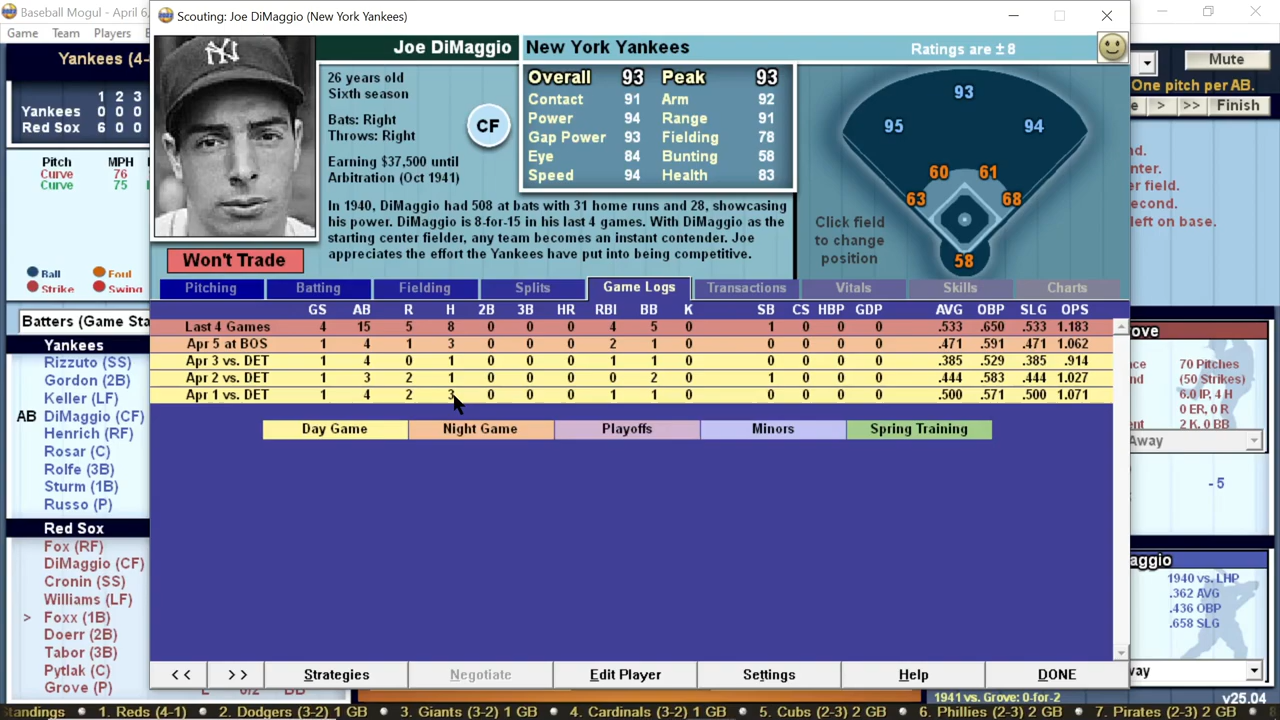 Baseball Mogul - April 6,
Game Team Players
Yankees (4-
1 2 3
Yankees 0 0 0
Red Sox 6 0 0
Pitch MPH
Curve 76
Curve 75
Ball Foul
Strike Swing
Batters (Game Sta
Yankees
Rizzuto (SS)
Gordon (2B)
Keller (LF)
AB DiMaggio (CF)
Henrich (RF)
Rosar (C)
Rolfe (3B)
Sturm (1B)
Russo (P)
Red Sox
Fox (RF)
DiMaggio (CF)
Cronin (SS)
Williams (LF)
> Foxx (1B)
Doerr (2B)
Tabor (3B)
Pytlak (C)
Grove (P)
Scouting: Joe DiMaggio (New York Yankees)
Joe DiMaggio
26 years old
Sixth season
Bats: Right
Throws: Right
Earning $37,500 until
Arbitration (Oct 1941)
CF
New York Yankees
Ratings are ± 8
Overall 93 Peak 93
Contact 91 Arm 92
Power 94 Range 91
Gap Power 93 Fielding 78
Eye 84 Bunting 58
Speed 94 Health 83
In 1940, DiMaggio had 508 at bats with 31 home runs and 28, showcasing
his power. DiMaggio is 8-for-15 in his last 4 games. With DiMaggio as the
starting center fielder, any team becomes an instant contender. Joe
appreciates the effort the Yankees have put into being competitive.
93
95 94
60 61
63 68
58
Click field
to change
position
Won't Trade
Pitching Batting Fielding Splits Game Logs Transactions Vitals Skills Charts
GS AB R H 2B 3B HR RBI BB K SB CS HBP GDP AVG OBP SLG OPS
Last 4 Games 4 15 5 8 0 0 0 4 5 0 1 0 0 0 .533 .650 .533 1.183
Apr 5 at BOS 1 4 1 3 0 0 0 2 1 0 0 0 0 0 .471 .591 .471 1.062
Apr 3 vs. DET 1 4 0 1 0 0 0 1 1 0 0 0 0 0 .385 .529 .385 .914
Apr 2 vs. DET 1 3 2 1 0 0 0 0 2 0 1 0 0 0 .444 .583 .444 1.027
Apr 1 vs. DET 1 4 2 3 0 0 0 1 1 0 0 0 0 0 .500 .571 .500 1.071
Day Game Night Game Playoffs Minors Spring Training
<< >> Strategies Negotiate Edit Player Settings Help DONE
Mute
One pitch per AB.
e > >> Finish
nd.
nter.
er field.
second.
left on base.
ove
70 Pitches
(50 Strikes)
6.0 IP, 4 H
0 ER, 0 R
2 K, 0 BB
Away
- 5
aggio
1940 vs. LHP
.362 AVG
.436 OBP
.658 SLG
way
1941 vs. Grove: 0-for-2
v25.04
tandings • 1. Reds (4-1) • 2. Dodgers (3-2) 1 GB • 3. Giants (3-2) 1 GB • 4. Cardinals (3-2) 1 GB • 5. Cubs (2-3) 2 GB • 6. Phillies (2-3) 2 GB • 7. Pirates (2-3) 2 GB